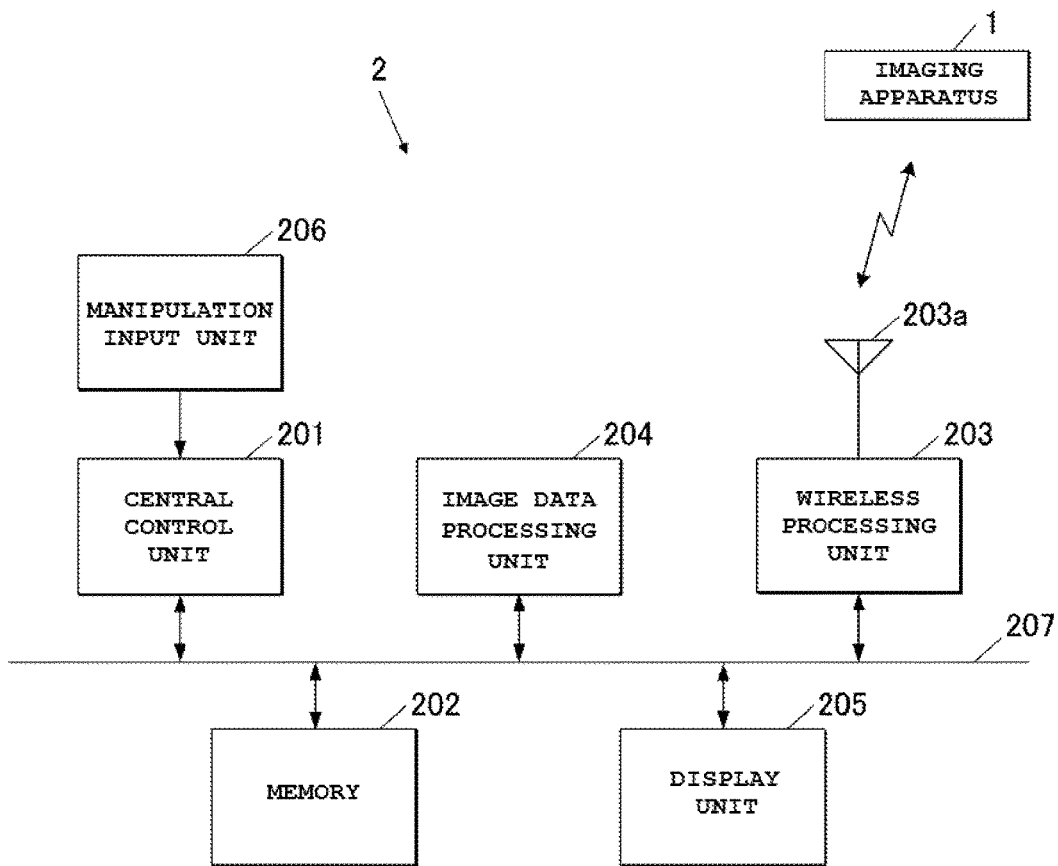 1
IMAGING
APPARATUS
2
206
MANIPULATION
INPUT UNIT
203a
201
CENTRAL
CONTROL
UNIT
204
IMAGE DATA
PROCESSING
UNIT
203
WIRELESS
PROCESSING
UNIT
207
202
MEMORY
205
DISPLAY
UNIT